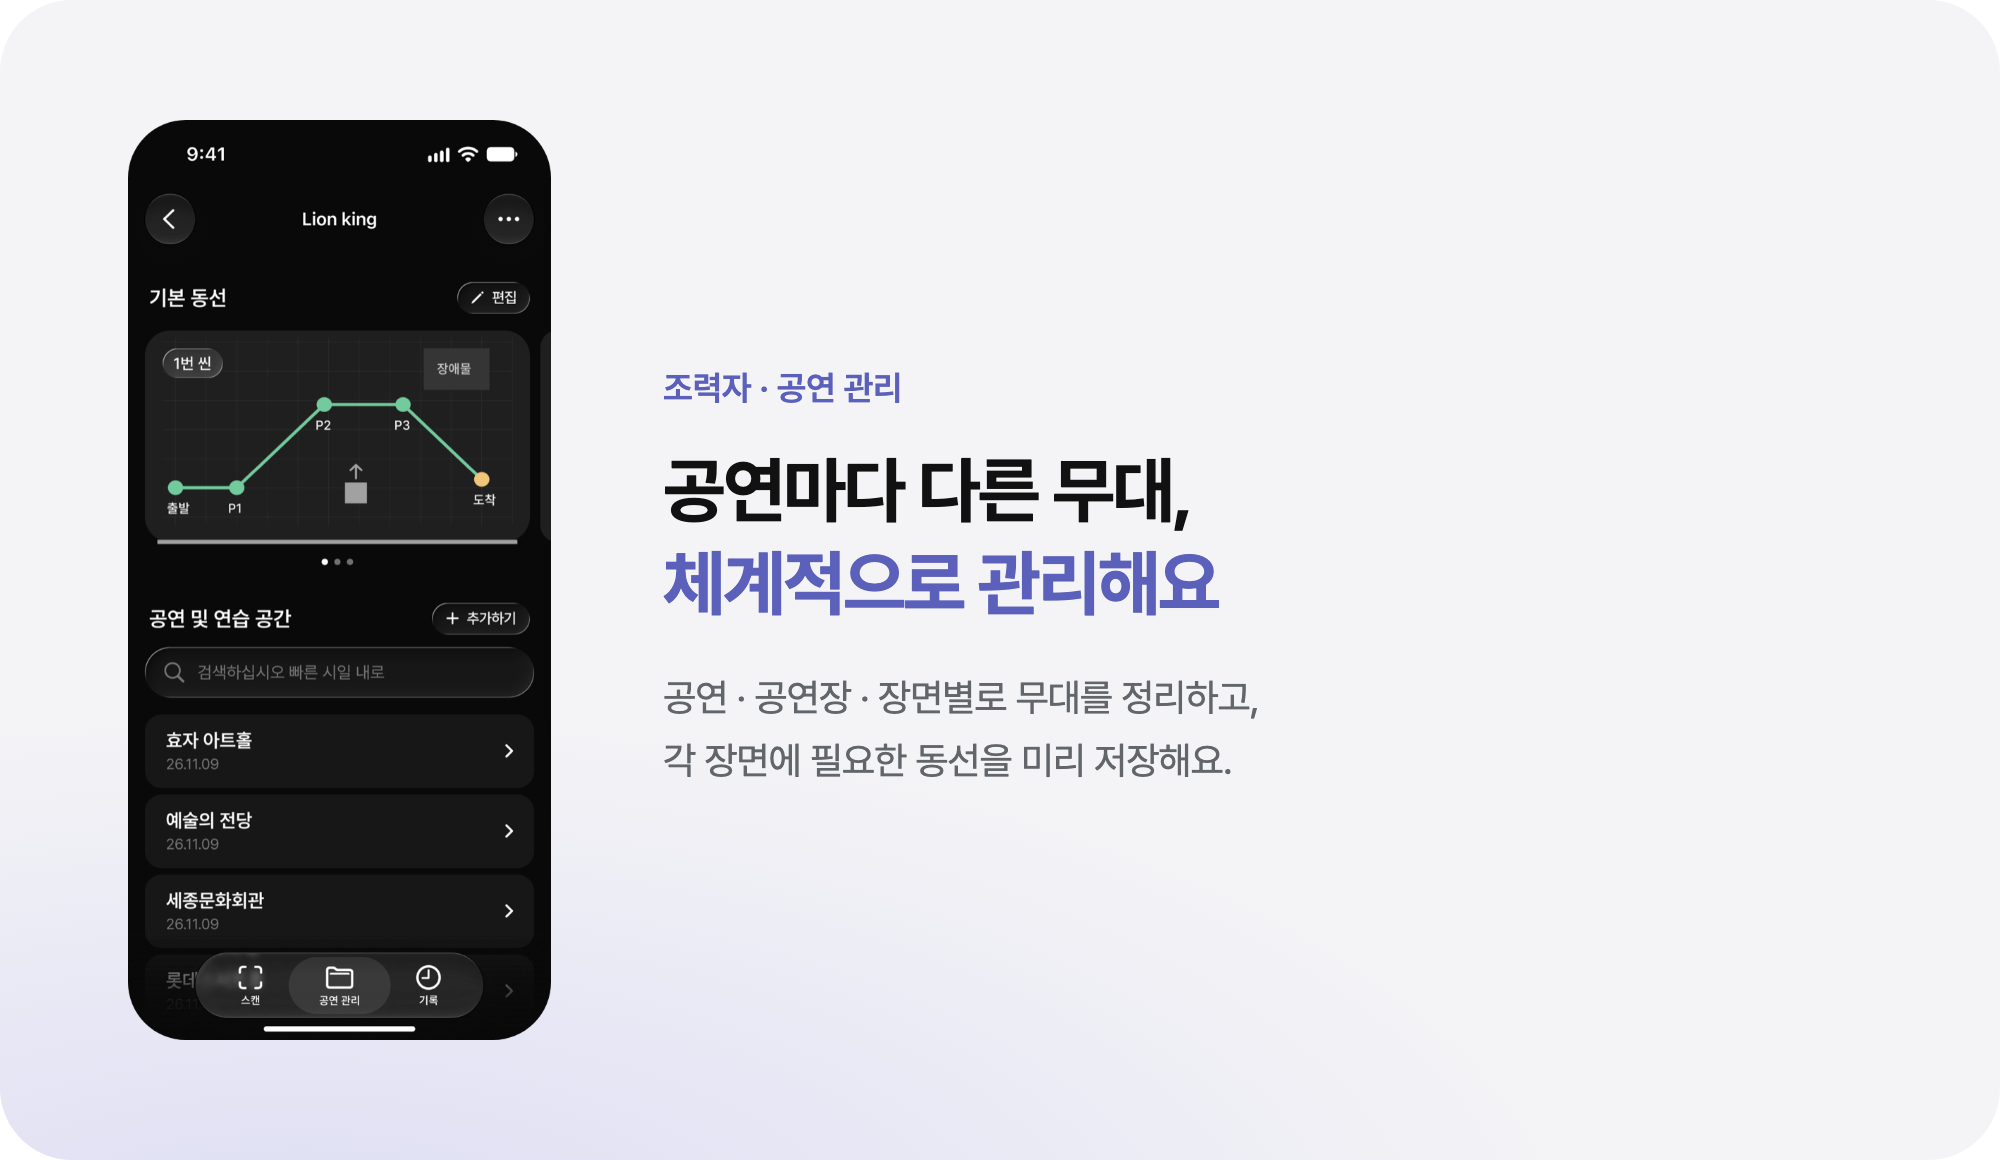 9:41
Lion king
기본 동선
편집
1번 씬
장애물
P2
P3
출발
P1
도착
공연 및 연습 공간
추가하기
검색하십시오 빠른 시일 내로
효자 아트홀
26.11.09
예술의 전당
26.11.09
세종문화회관
26.11.09
롯데
26.11
스캔
공연 관리
기록
조력자 · 공연 관리
공연마다 다른 무대,
체계적으로 관리해요
공연 · 공연장 · 장면별로 무대를 정리하고,
각 장면에 필요한 동선을 미리 저장해요.